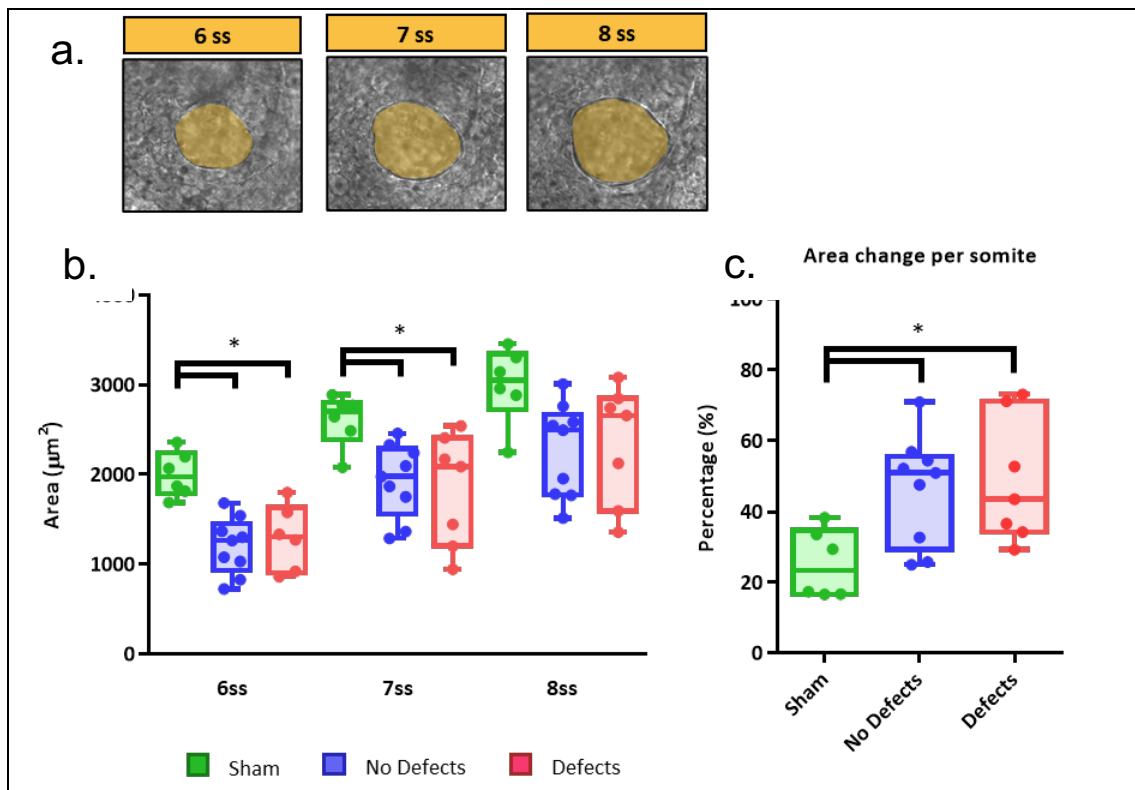 a.
6 ss
7 ss
8 ss
b.
Area (µm²)
3000
2000
1000
0
*
*
6ss
7ss
8ss
Sham
No Defects
Defects
c.
Area change per somite
Percentage (%)
80
60
40
20
0
*
Sham
No Defects
Defects